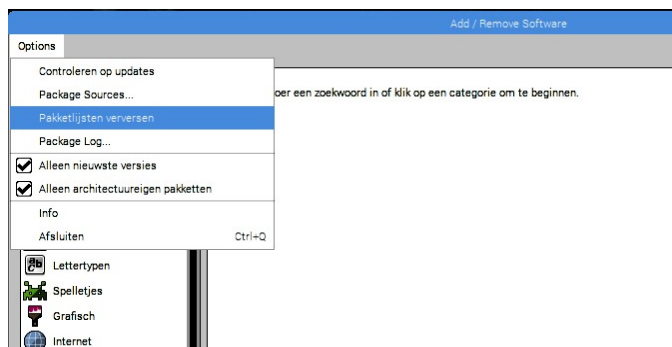 Add / Remove Software
Options
Controleren op updates
Package Sources...
oer een zoekwoord in of klik op een categorie om te beginnen.
Pakketlijsten verversen
Package Log...
Alleen nieuwste versies
Alleen architectuureigen pakketten
Info
Afsluiten Ctrl+Q
Lettertypen
Spelletjes
Grafisch
Internet